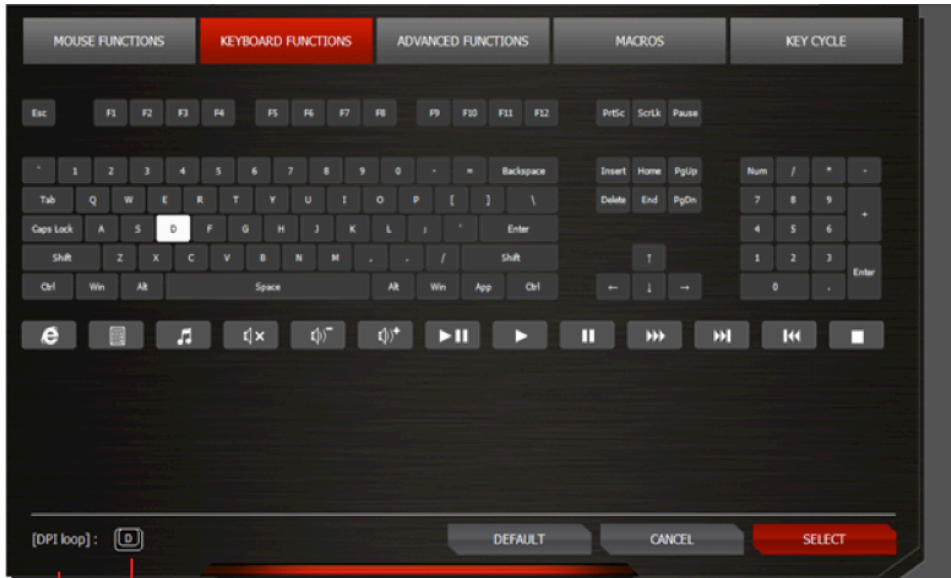 MOUSE FUNCTIONS KEYBOARD FUNCTIONS ADVANCED FUNCTIONS MACROS KEY CYCLE
Esc F1 F2 F3 F4 F5 F6 F7 F8 F9 F10 F11 F12 PrtSc ScrLk Pause
1 2 3 4 5 6 7 8 9 0 - = Backspace Insert Home PgUp Num / * -
Tab Q W E R T Y U I O P [ ] \ Delete End PgDn 7 8 9 +
Caps Lock A S D F G H J K L ; ' Enter 4 5 6
Shift Z X C V B N M , . / Shift ↑ 1 2 3 Enter
Ctrl Win Alt Space Alt Win App Ctrl ← ↓ → 0 .
[DPI loop] : D DEFAULT CANCEL SELECT